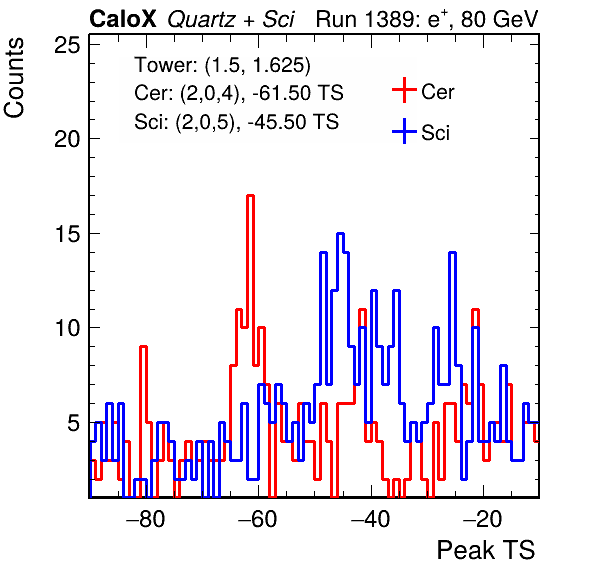 CaloX Quartz + Sci Run 1389: e+, 80 GeV
Counts
25
20
15
10
5
Tower: (1.5, 1.625)
Cer: (2,0,4), -61.50 TS
Sci: (2,0,5), -45.50 TS
Cer
Sci
−80 −60 −40 −20
Peak TS